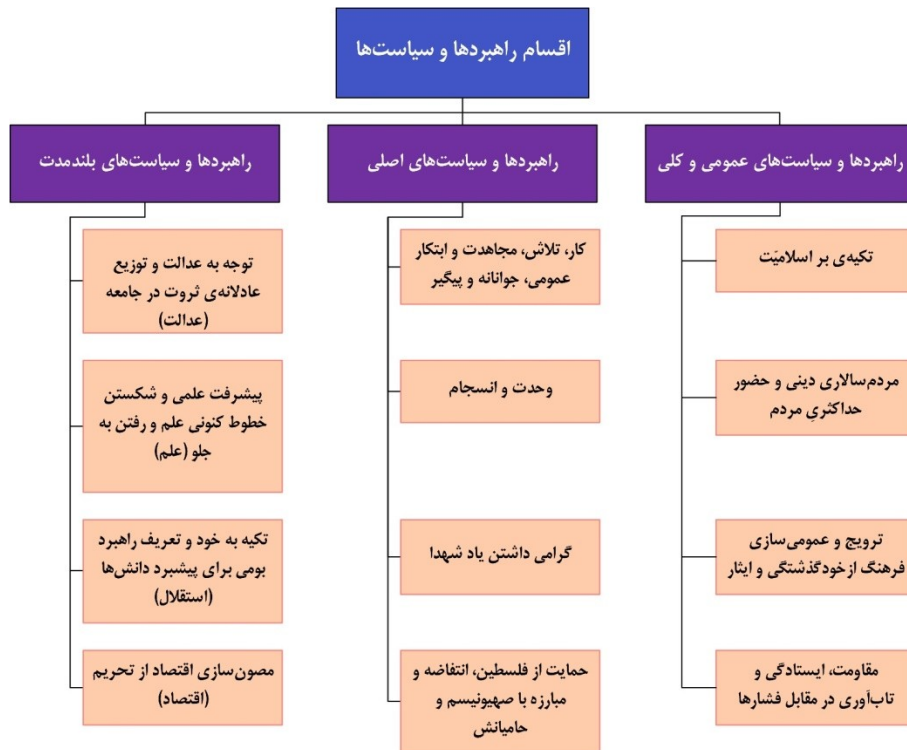 اقسام راهبردها و سیاست‌ها
راهبردها و سیاست‌های عمومی و کلی
تکیه‌ی بر اسلامیّت
مردم‌سالاری دینی و حضور
حداکثریِ مردم
ترویج و عمومی‌سازی
فرهنگ ازخودگذشتگی و ایثار
مقاومت، ایستادگی و
تاب‌آوری در مقابل فشارها
راهبردها و سیاست‌های اصلی
کار، تلاش، مجاهدت و ابتکار
عمومی، جوانانه و پیگیر
وحدت و انسجام
گرامی داشتن یاد شهدا
حمایت از فلسطین، انتفاضه و
مبارزه با صهیونیسم و
حامیانش
راهبردها و سیاست‌های بلندمدت
توجه به عدالت و توزیع
عادلانه‌ی ثروت در جامعه
(عدالت)
پیشرفت علمی و شکستن
خطوط کنونی علم و رفتن به
جلو (علم)
تکیه به خود و تعریف راهبرد
بومی برای پیشبرد دانش‌ها
(استقلال)
مصون‌سازی اقتصاد از تحریم
(اقتصاد)